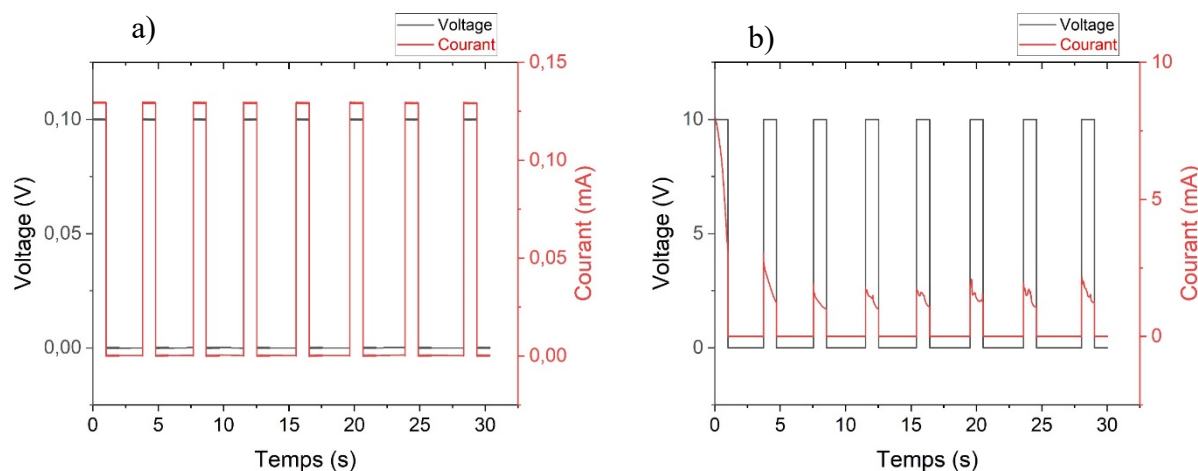 a)
Voltage
Courant
0,15
0,10
0,10
0,05
0,05
0,00
0,00
Voltage (V)
Courant (mA)
0 5 10 15 20 25 30
Temps (s)
b)
Voltage
Courant
10
10
5
5
0
0
Voltage (V)
Courant (mA)
0 5 10 15 20 25 30
Temps (s)